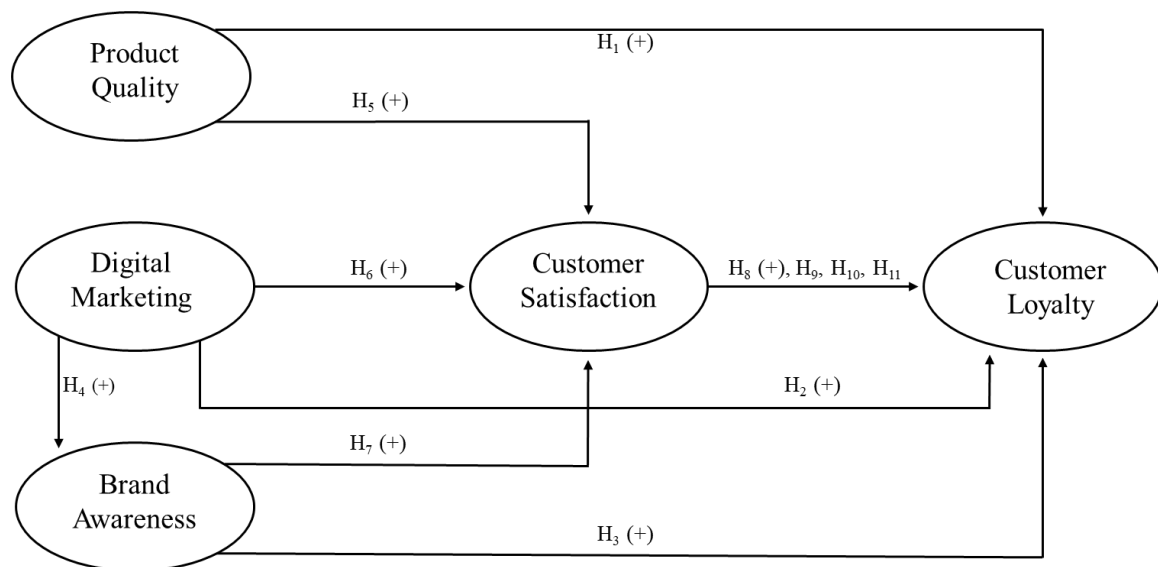 Product
Quality
H₁ (+)
H₅ (+)
Digital
Marketing
H₆ (+)
Customer
Satisfaction
H₈ (+), H₉, H₁₀, H₁₁
Customer
Loyalty
H₄ (+)
H₂ (+)
H₇ (+)
Brand
Awareness
H₃ (+)